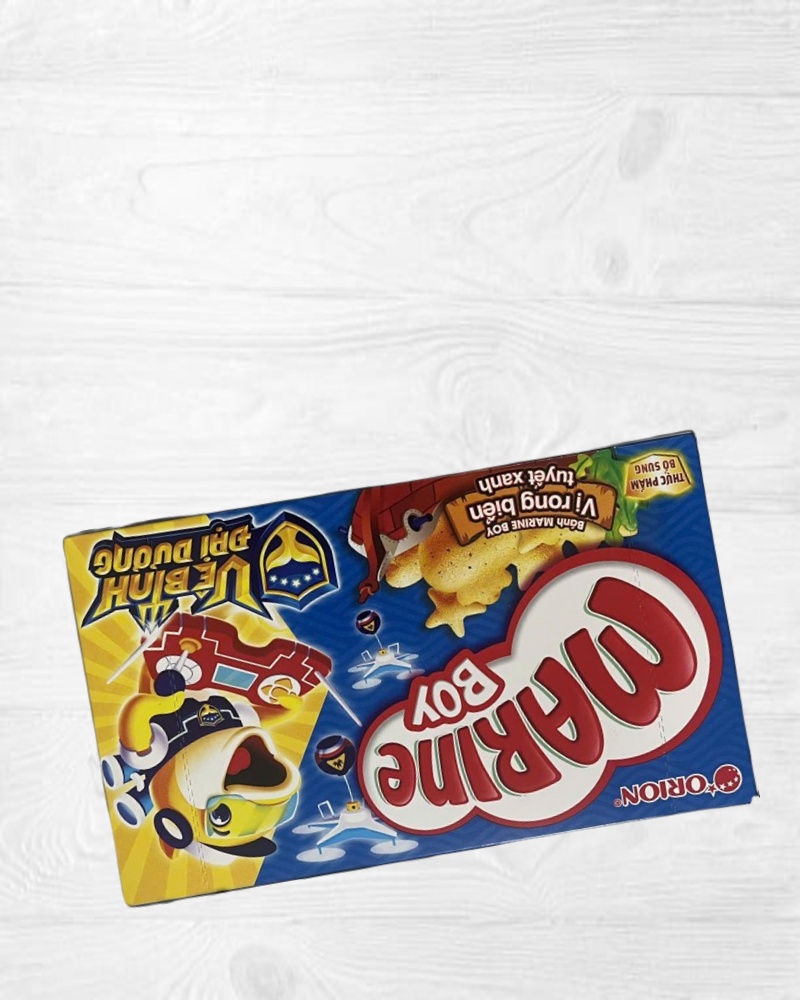 ORION®
MARINE
BOY
Bánh MARINE BOY
Vị rong biển
tuyết xanh
THỰC PHẨM
BỔ SUNG
VỆ BINH
ĐẠI DƯƠNG